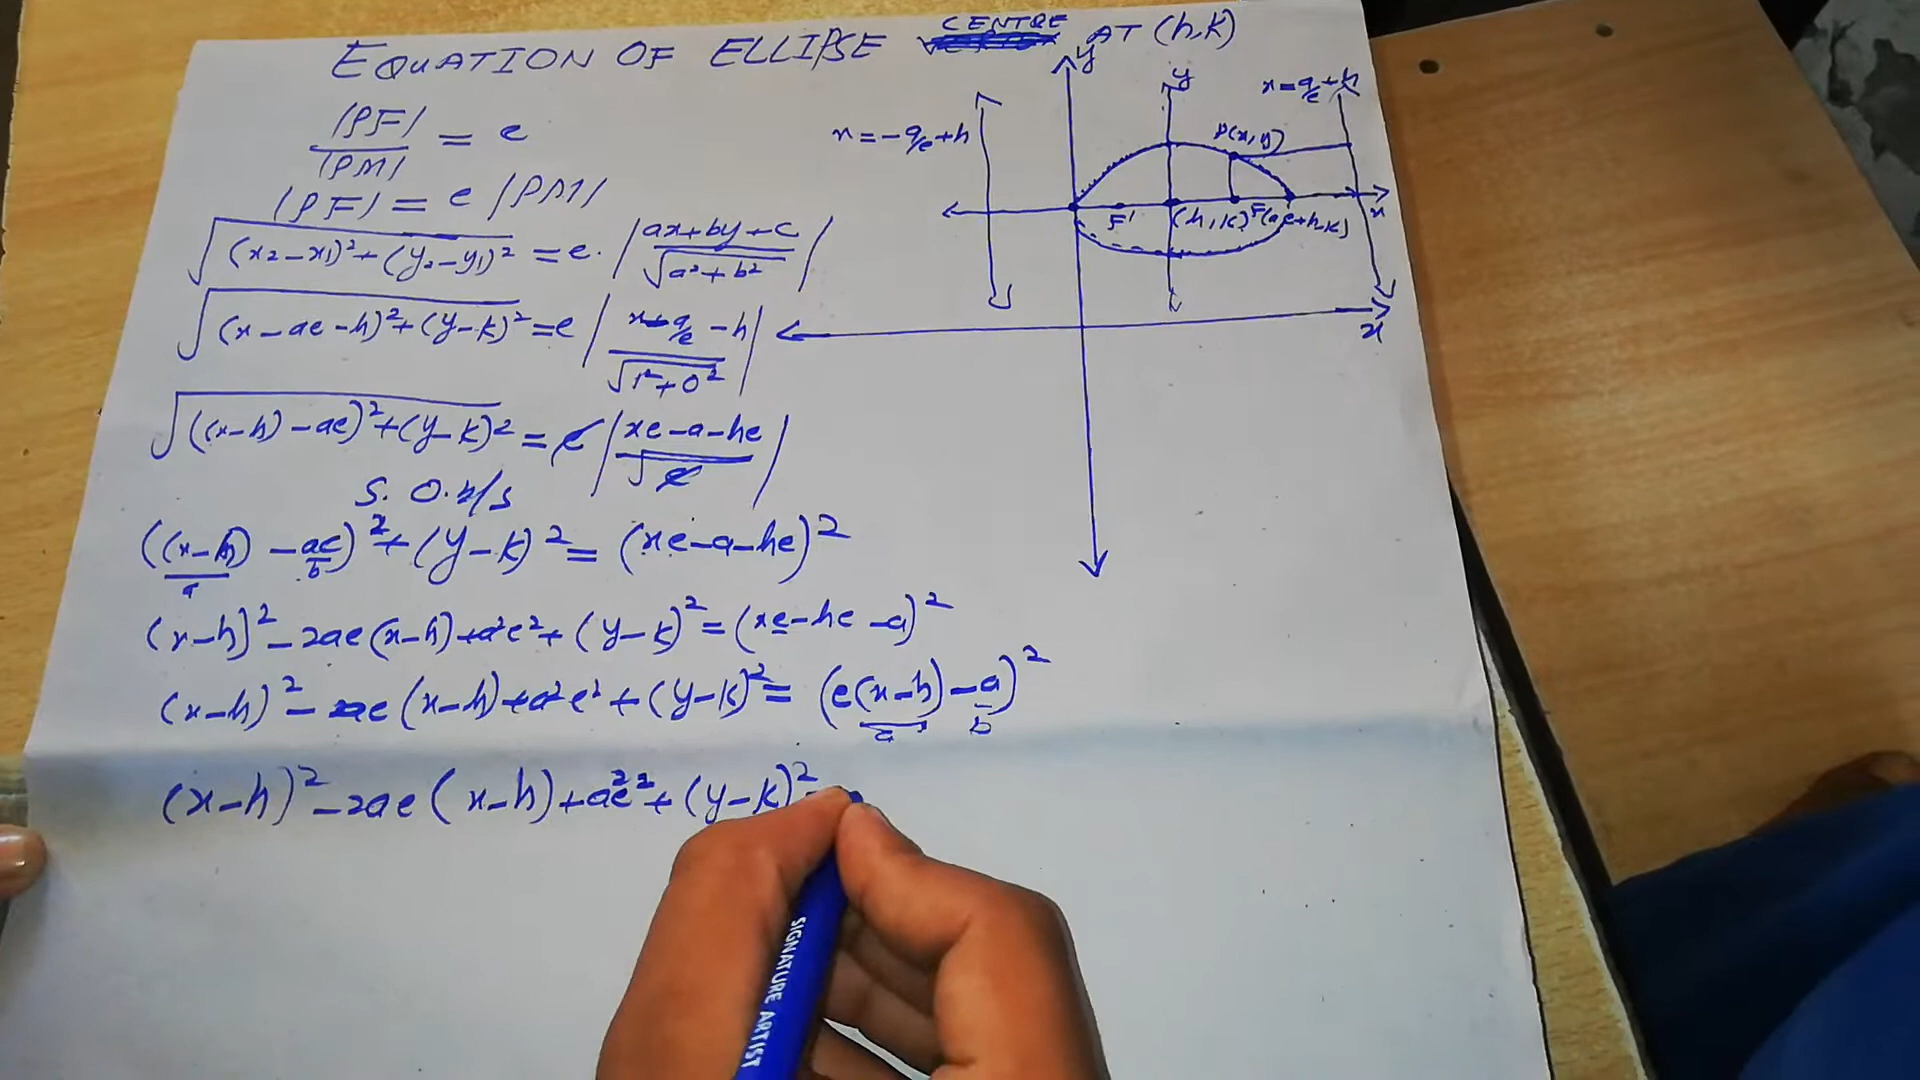 EQUATION OF ELLIPSE CENTRE AT (h,k)
|PF| / |PM| = e
|PF| = e |PM|
√((x₂-x₁)²+(y₂-y₁)²) = e. |(ax+by+c)/√(a²+b²)|
√((x-ae-h)²+(y-k)²) = e |(x-a/e-h)/√(1²+0²)|
√(((x-h)-ae)²+(y-k)²) = e |(xe-a-he)/√e|
S. O. b/s
((x-h)-ae)²+(y-k)² = (xe-a-he)²
a b
(x-h)²-2ae(x-h)+a²e²+(y-k)² = (xe-he-a)²
(x-h)²-2ae(x-h)+a²e²+(y-k)² = (e(x-h)-a)²
a b
(x-h)²-2ae(x-h)+a²e²+(y-k)²
y
y
x=a/e+h
x=-a/e+h
P(x,y)
F'
(h,k)
F(ae+h,k)
x
x
SIGNATURE ARTIST